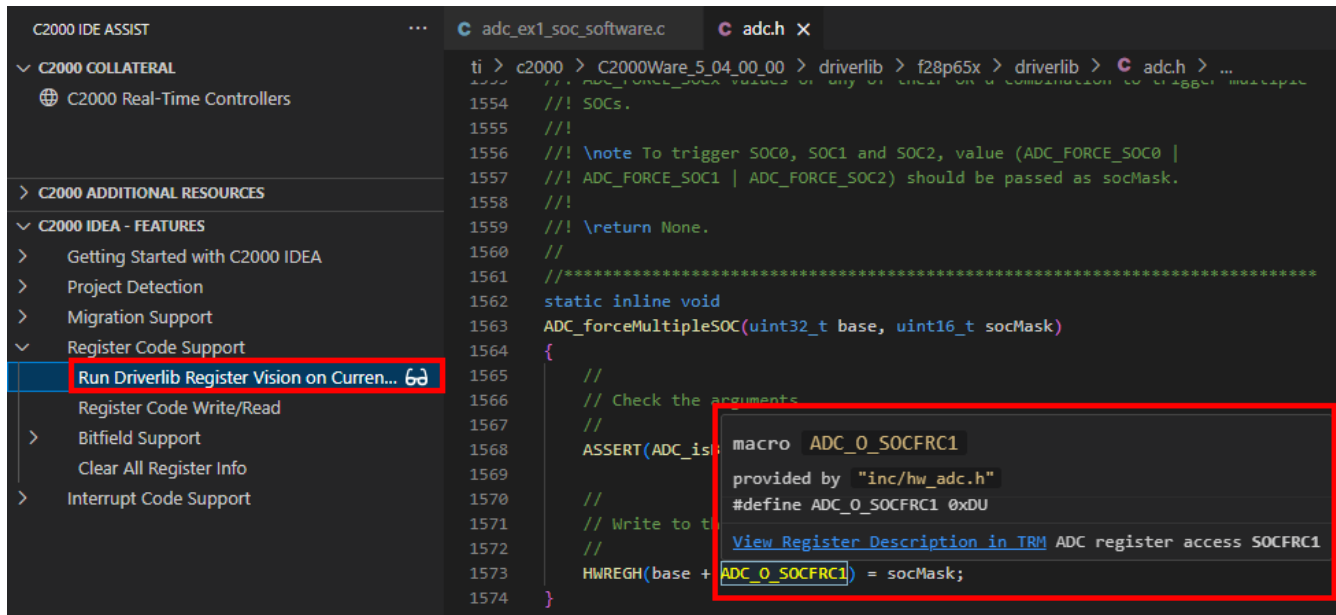 C2000 IDE ASSIST ...
C2000 COLLATERAL
C2000 Real-Time Controllers
C2000 ADDITIONAL RESOURCES
C2000 IDEA - FEATURES
Getting Started with C2000 IDEA
Project Detection
Migration Support
Register Code Support
Run Driverlib Register Vision on Curren...
Register Code Write/Read
Bitfield Support
Clear All Register Info
Interrupt Code Support
C adc_ex1_soc_software.c
C adc.h ×
ti > c2000 > C2000Ware_5_04_00_00 > driverlib > f28p65x > driverlib > C adc.h > ...
1554 //! SOCs.
1555 //!
1556 //! \note To trigger SOC0, SOC1 and SOC2, value (ADC_FORCE_SOC0 |
1557 //! ADC_FORCE_SOC1 | ADC_FORCE_SOC2) should be passed as socMask.
1558 //!
1559 //! \return None.
1560 //
1561 //*****************************************************************************
1562 static inline void
1563 ADC_forceMultipleSOC(uint32_t base, uint16_t socMask)
1564 {
1565 //
1566 // Check the arguments
1567 //
1568 ASSERT(ADC_isB
1569
1570 //
1571 // Write to th
1572 //
1573 HWREGH(base + ADC_O_SOCFRC1) = socMask;
1574 }
macro ADC_O_SOCFRC1
provided by "inc/hw_adc.h"
#define ADC_O_SOCFRC1 0xDU
View Register Description in TRM ADC register access SOCFRC1